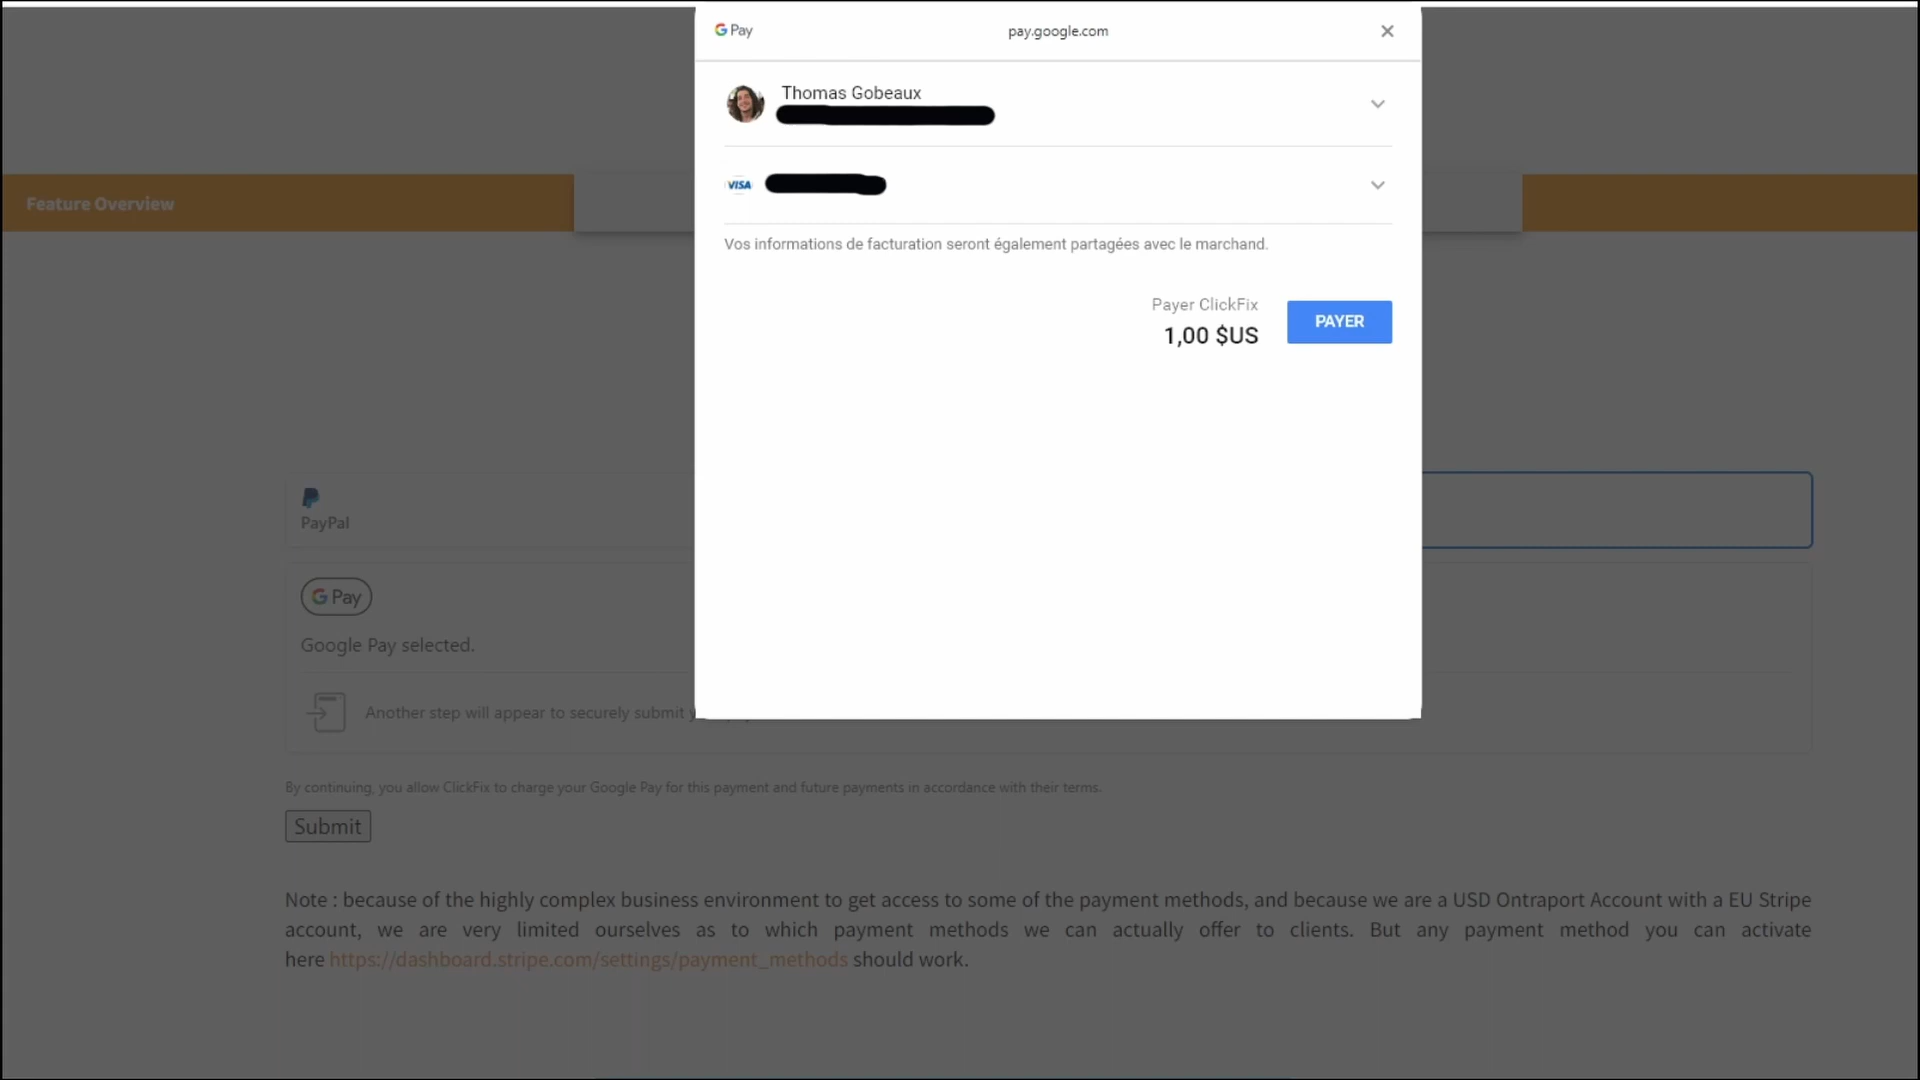 G Pay
pay.google.com
Thomas Gobeaux
VISA
Vos informations de facturation seront également partagées avec le marchand.
Payer ClickFix
1,00 $US
PAYER
Feature Overview
PayPal
G Pay
Google Pay selected.
Another step will appear to securely submit
By continuing, you allow ClickFix to charge your Google Pay for this payment and future payments in accordance with their terms.
Submit
Note : because of the highly complex business environment to get access to some of the payment methods, and because we are a USD Ontraport Account with a EU Stripe
account, we are very limited ourselves as to which payment methods we can actually offer to clients. But any payment method you can activate
here https://dashboard.stripe.com/settings/payment_methods should work.